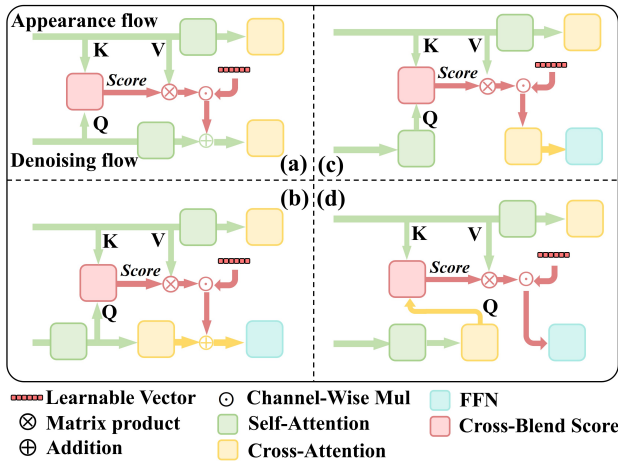 Appearance flow
K
V
Score
Q
Denoising flow
(a)
K
V
Score
Q
(c)
(b)
K
V
Score
Q
(d)
K
V
Score
Q
Learnable Vector
Channel-Wise Mul
FFN
Matrix product
Self-Attention
Cross-Blend Score
Addition
Cross-Attention